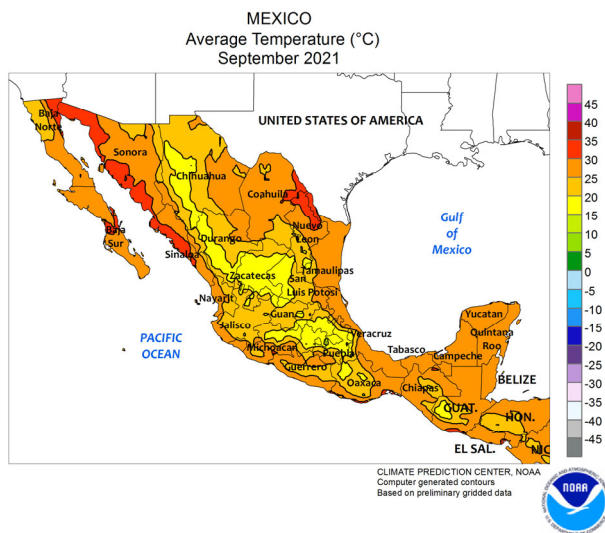 MEXICO
Average Temperature (°C)
September 2021
UNITED STATES OF AMERICA
Baja
Norte
Sonora
Chihuahua
Coahuila
Baja
Sur
Sinaloa
Durango
Nuevo
Leon
Zacatecas
Tamaulipas
San
Luis Potosi
Nayarit
Jalisco
Guan
Michoacan
Guerrero
Puebla
Veracruz
Oaxaca
Tabasco
Chiapas
Campeche
Yucatan
Quintana
Roo
BELIZE
GUAT.
HON.
EL SAL.
NIC
Gulf
of
Mexico
PACIFIC
OCEAN
45
40
35
30
25
20
15
10
5
0
-5
-10
-15
-20
-25
-30
-35
-40
-45
CLIMATE PREDICTION CENTER, NOAA
Computer generated contours
Based on preliminary gridded data
NOAA